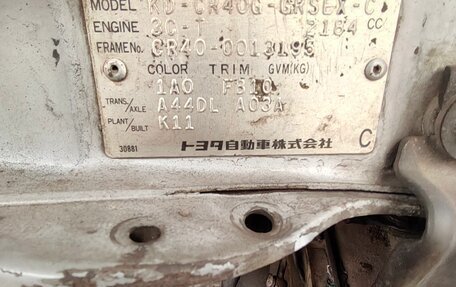 MODEL KD-CR40G-GRSEX-C
ENGINE 3C-T 2184 CC
FRAME No. CR40-0013195
COLOR TRIM GVM(KG)
1A0 FB10
TRANS/AXLE A44DL A03A
PLANT/BUILT K11
30881 トヨタ自動車株式会社 C